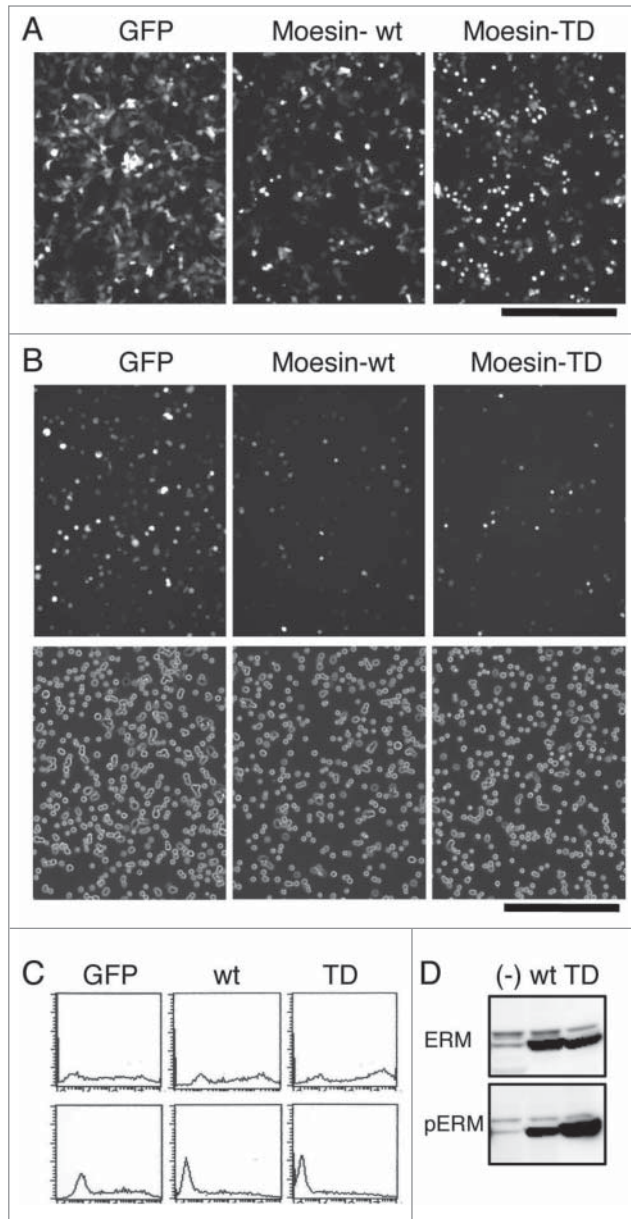 A
GFP Moesin- wt Moesin-TD
B
GFP Moesin-wt Moesin-TD
C
GFP wt TD
D
(-) wt TD
ERM
pERM